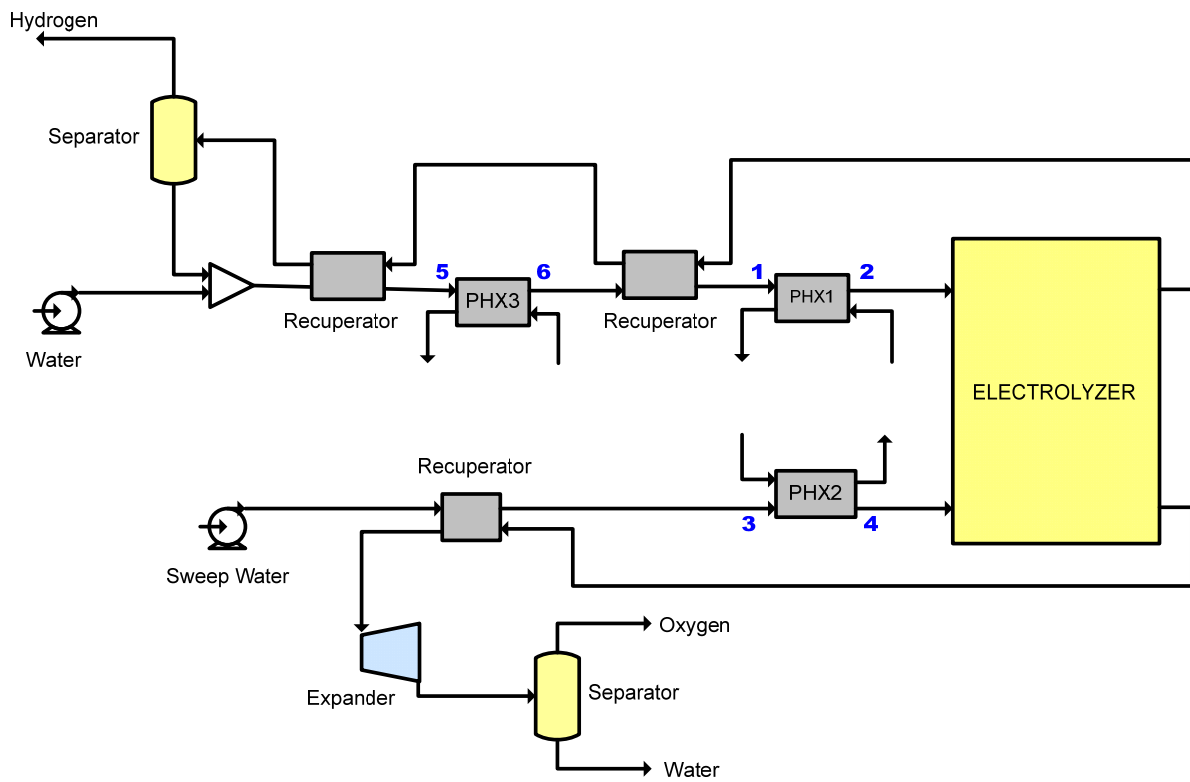 Hydrogen
Separator
5
6
1
2
PHX3
PHX1
Recuperator
Recuperator
Water
ELECTROLYZER
Recuperator
PHX2
3
4
Sweep Water
Oxygen
Expander
Separator
Water